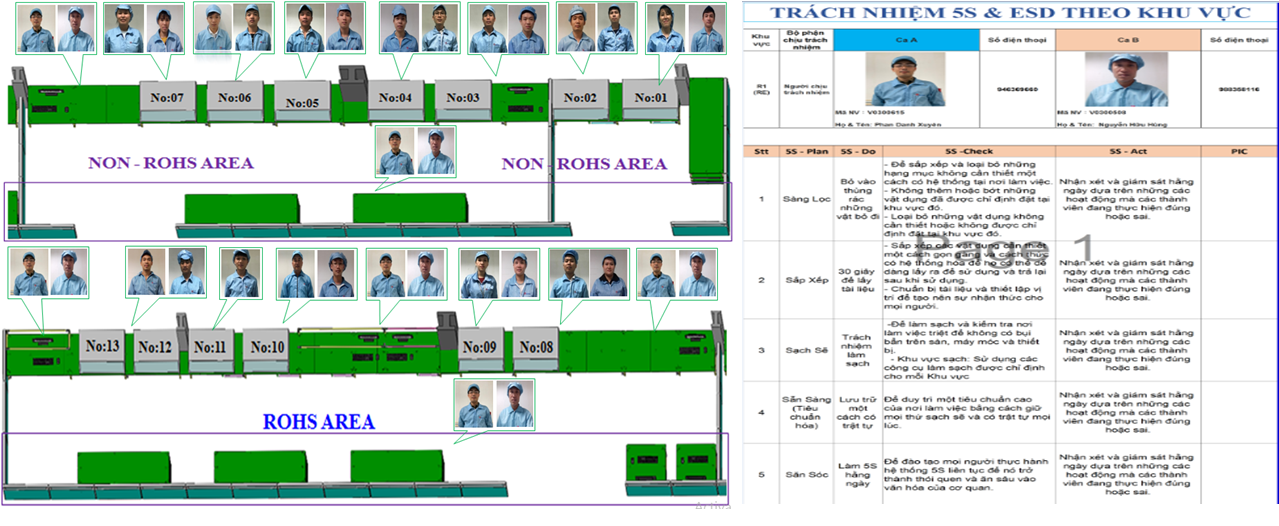 No:07
No:06
No:05
No:04
No:03
No:02
No:01
NON - ROHS AREA
NON - ROHS AREA
No:13
No:12
No:11
No:10
No:09
No:08
ROHS AREA
TRÁCH NHIỆM 5S & ESD THEO KHU VỰC
Khu vực
Bộ phận chịu trách nhiệm
Ca A
Số điện thoại
Ca B
Số điện thoại
R1 (RE)
Người chịu trách nhiệm
Mã NV : V0300615
Họ & Tên: Phan Danh Xuyên
Mã NV : V0300508
Họ & Tên: Nguyễn Hữu Hùng
Stt
5S - Plan
5S - Do
5S -Check
5S - Act
PIC
1
Sàng Lọc
Bỏ vào
thùng
rác
những
vật bỏ đi
- Để sắp xếp và loại bỏ những
hạng mục không cần thiết một
cách có hệ thống tại nơi làm việc.
- Không thêm hoặc bớt những
vật dụng đã được chỉ định đặt tại
khu vực đó.
- Loại bỏ những vật dụng không
cần thiết hoặc không được chỉ
định đặt tại khu vực đó.
Nhận xét và giám sát hằng
ngày dựa trên những các
hoạt động mà các thành
viên đang thực hiện đúng
hoặc sai.
Page 1
2
Sắp Xếp
30 giây
để lấy
tài liệu
- Sắp xếp các vật dụng cần thiết
một cách gọn gàng và cách thức
có hệ thống hóa để họ có thể dễ
dàng lấy ra để sử dụng và trả lại
sau khi sử dụng.
- Chuẩn bị tài liệu và thiết lập vị
trí để tạo nên sự nhận thức cho
mọi người.
Nhận xét và giám sát hằng
ngày dựa trên những các
hoạt động mà các thành
viên đang thực hiện đúng
hoặc sai.
3
Sạch Sẽ
Trách
nhiệm
làm
sạch
-Để làm sạch và kiểm tra nơi
làm việc triệt để không có bụi
bẩn trên sàn, máy móc và thiết
bị.
- Khu vực sạch: Sử dụng các
công cụ làm sạch được chỉ định
cho mỗi Khu vực
Nhận xét và giám sát hằng
ngày dựa trên những các
hoạt động mà các thành
viên đang thực hiện đúng
hoặc sai.
4
Sẵn Sàng
(Tiêu
chuẩn
hóa)
Lưu trữ
một
cách có
trật tự
Để duy trì một tiêu chuẩn cao
của nơi làm việc bằng cách giữ
mọi thứ sạch sẽ và có trật tự mọi
lúc.
Nhận xét và giám sát hằng
ngày dựa trên những các
hoạt động mà các thành
viên đang thực hiện đúng
hoặc sai.
5
Săn Sóc
Làm 5S
hằng
ngày
Để đào tạo mọi người thực hành
hệ thống 5S liên tục để nó trở
thành thói quen và ăn sâu vào
văn hóa của cơ quan.
Nhận xét và giám sát hằng
ngày dựa trên những các
hoạt động mà các thành
viên đang thực hiện đúng
hoặc sai.